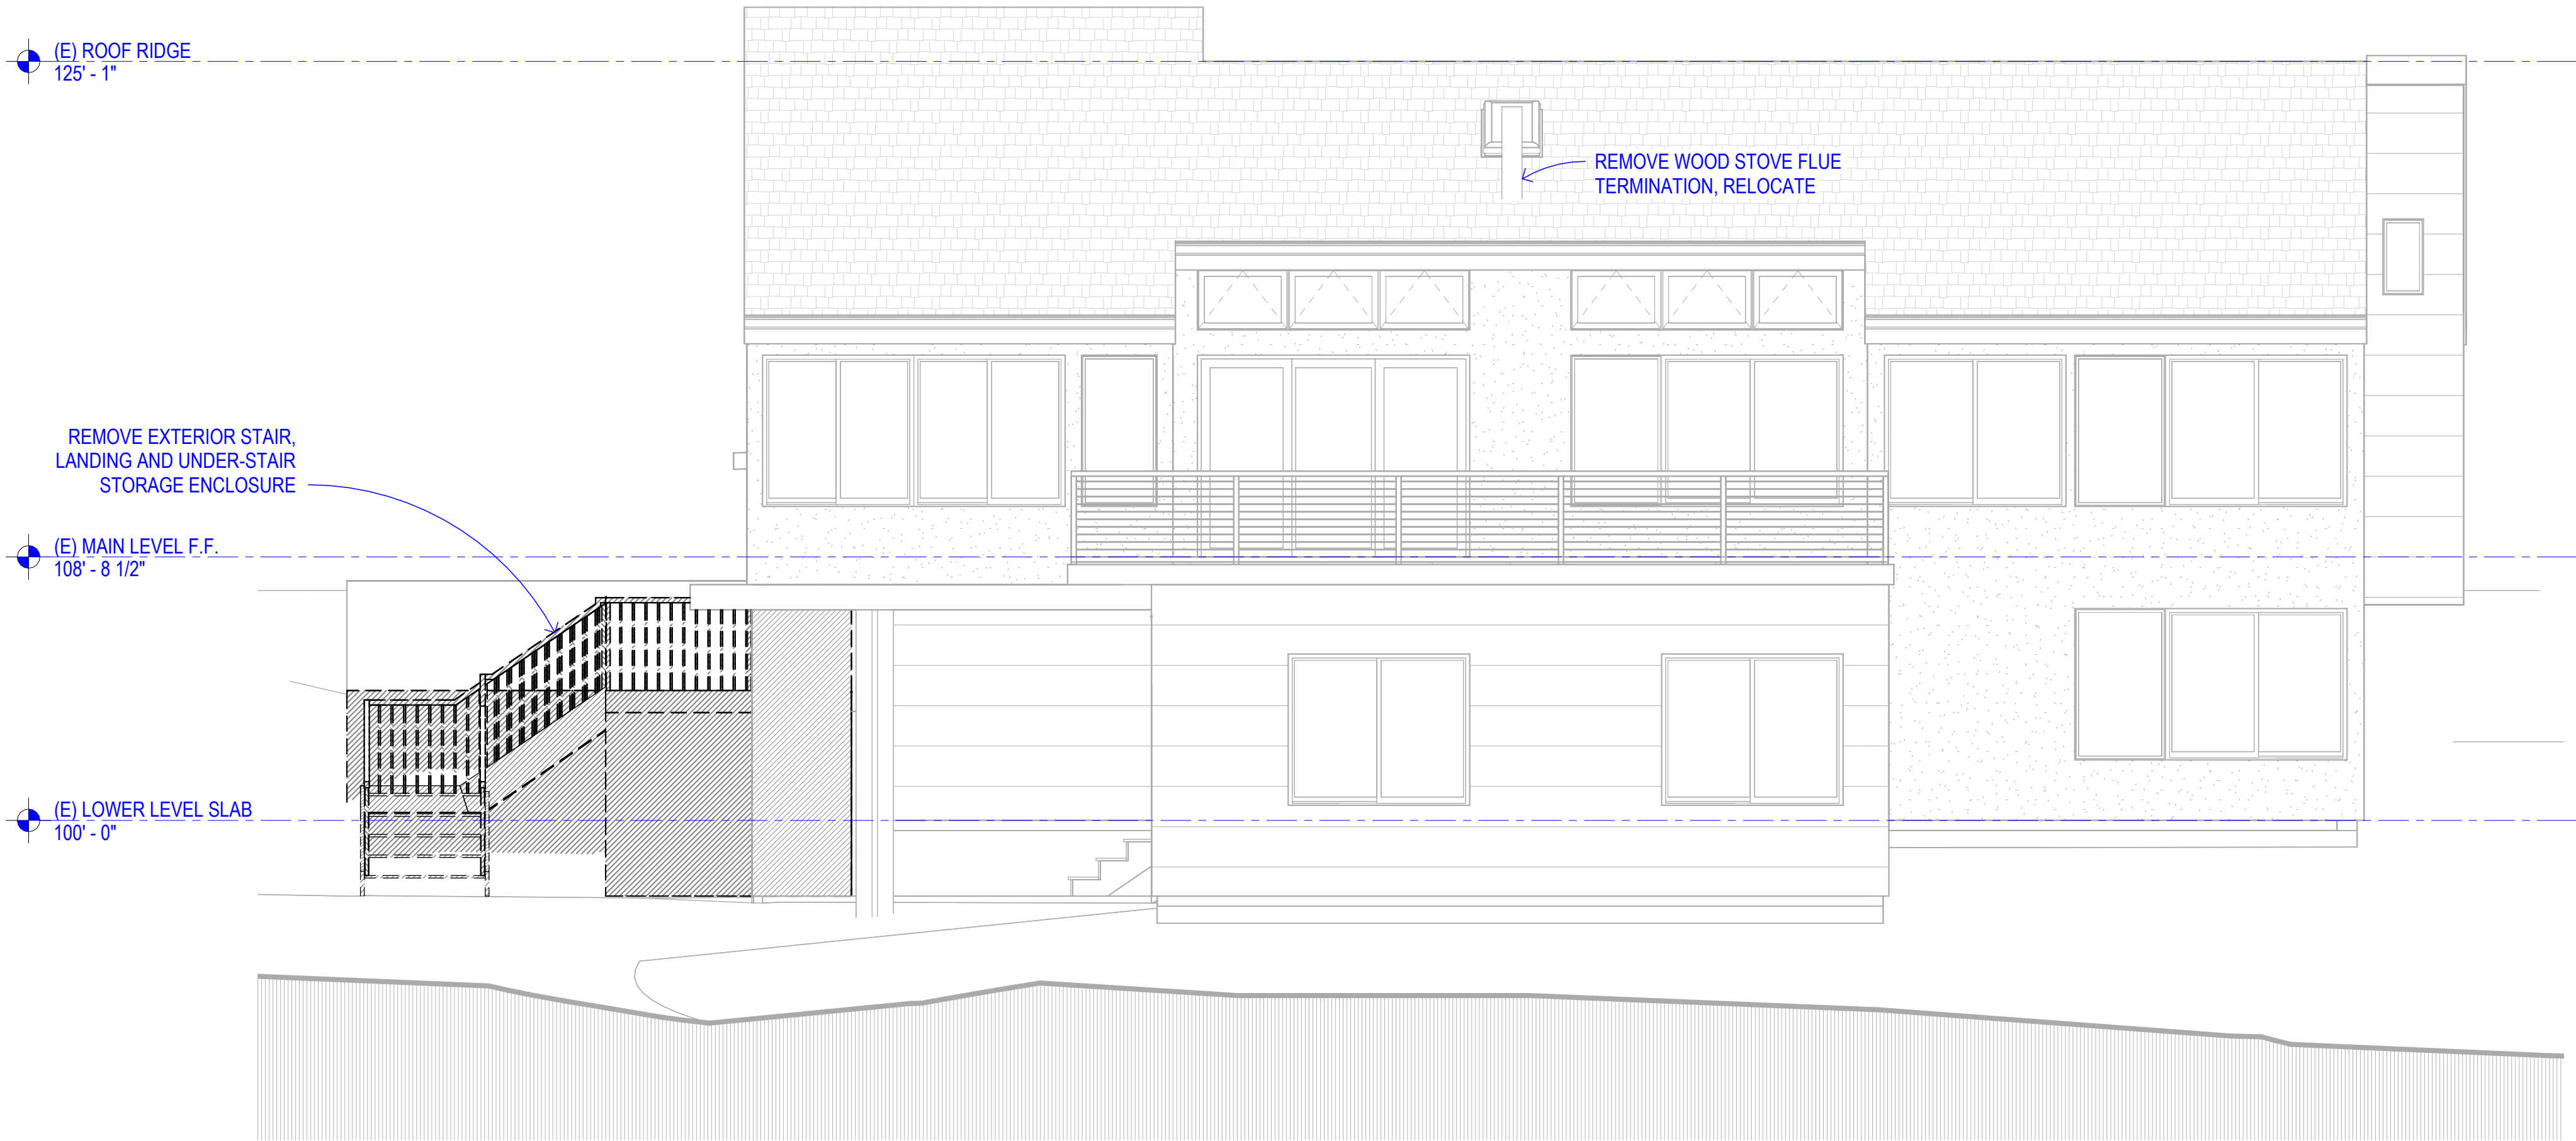 (E) ROOF RIDGE
125' - 1"
REMOVE WOOD STOVE FLUE
TERMINATION, RELOCATE
REMOVE EXTERIOR STAIR,
LANDING AND UNDER-STAIR
STORAGE ENCLOSURE
(E) MAIN LEVEL F.F.
108' - 8 1/2"
(E) LOWER LEVEL SLAB
100' - 0"